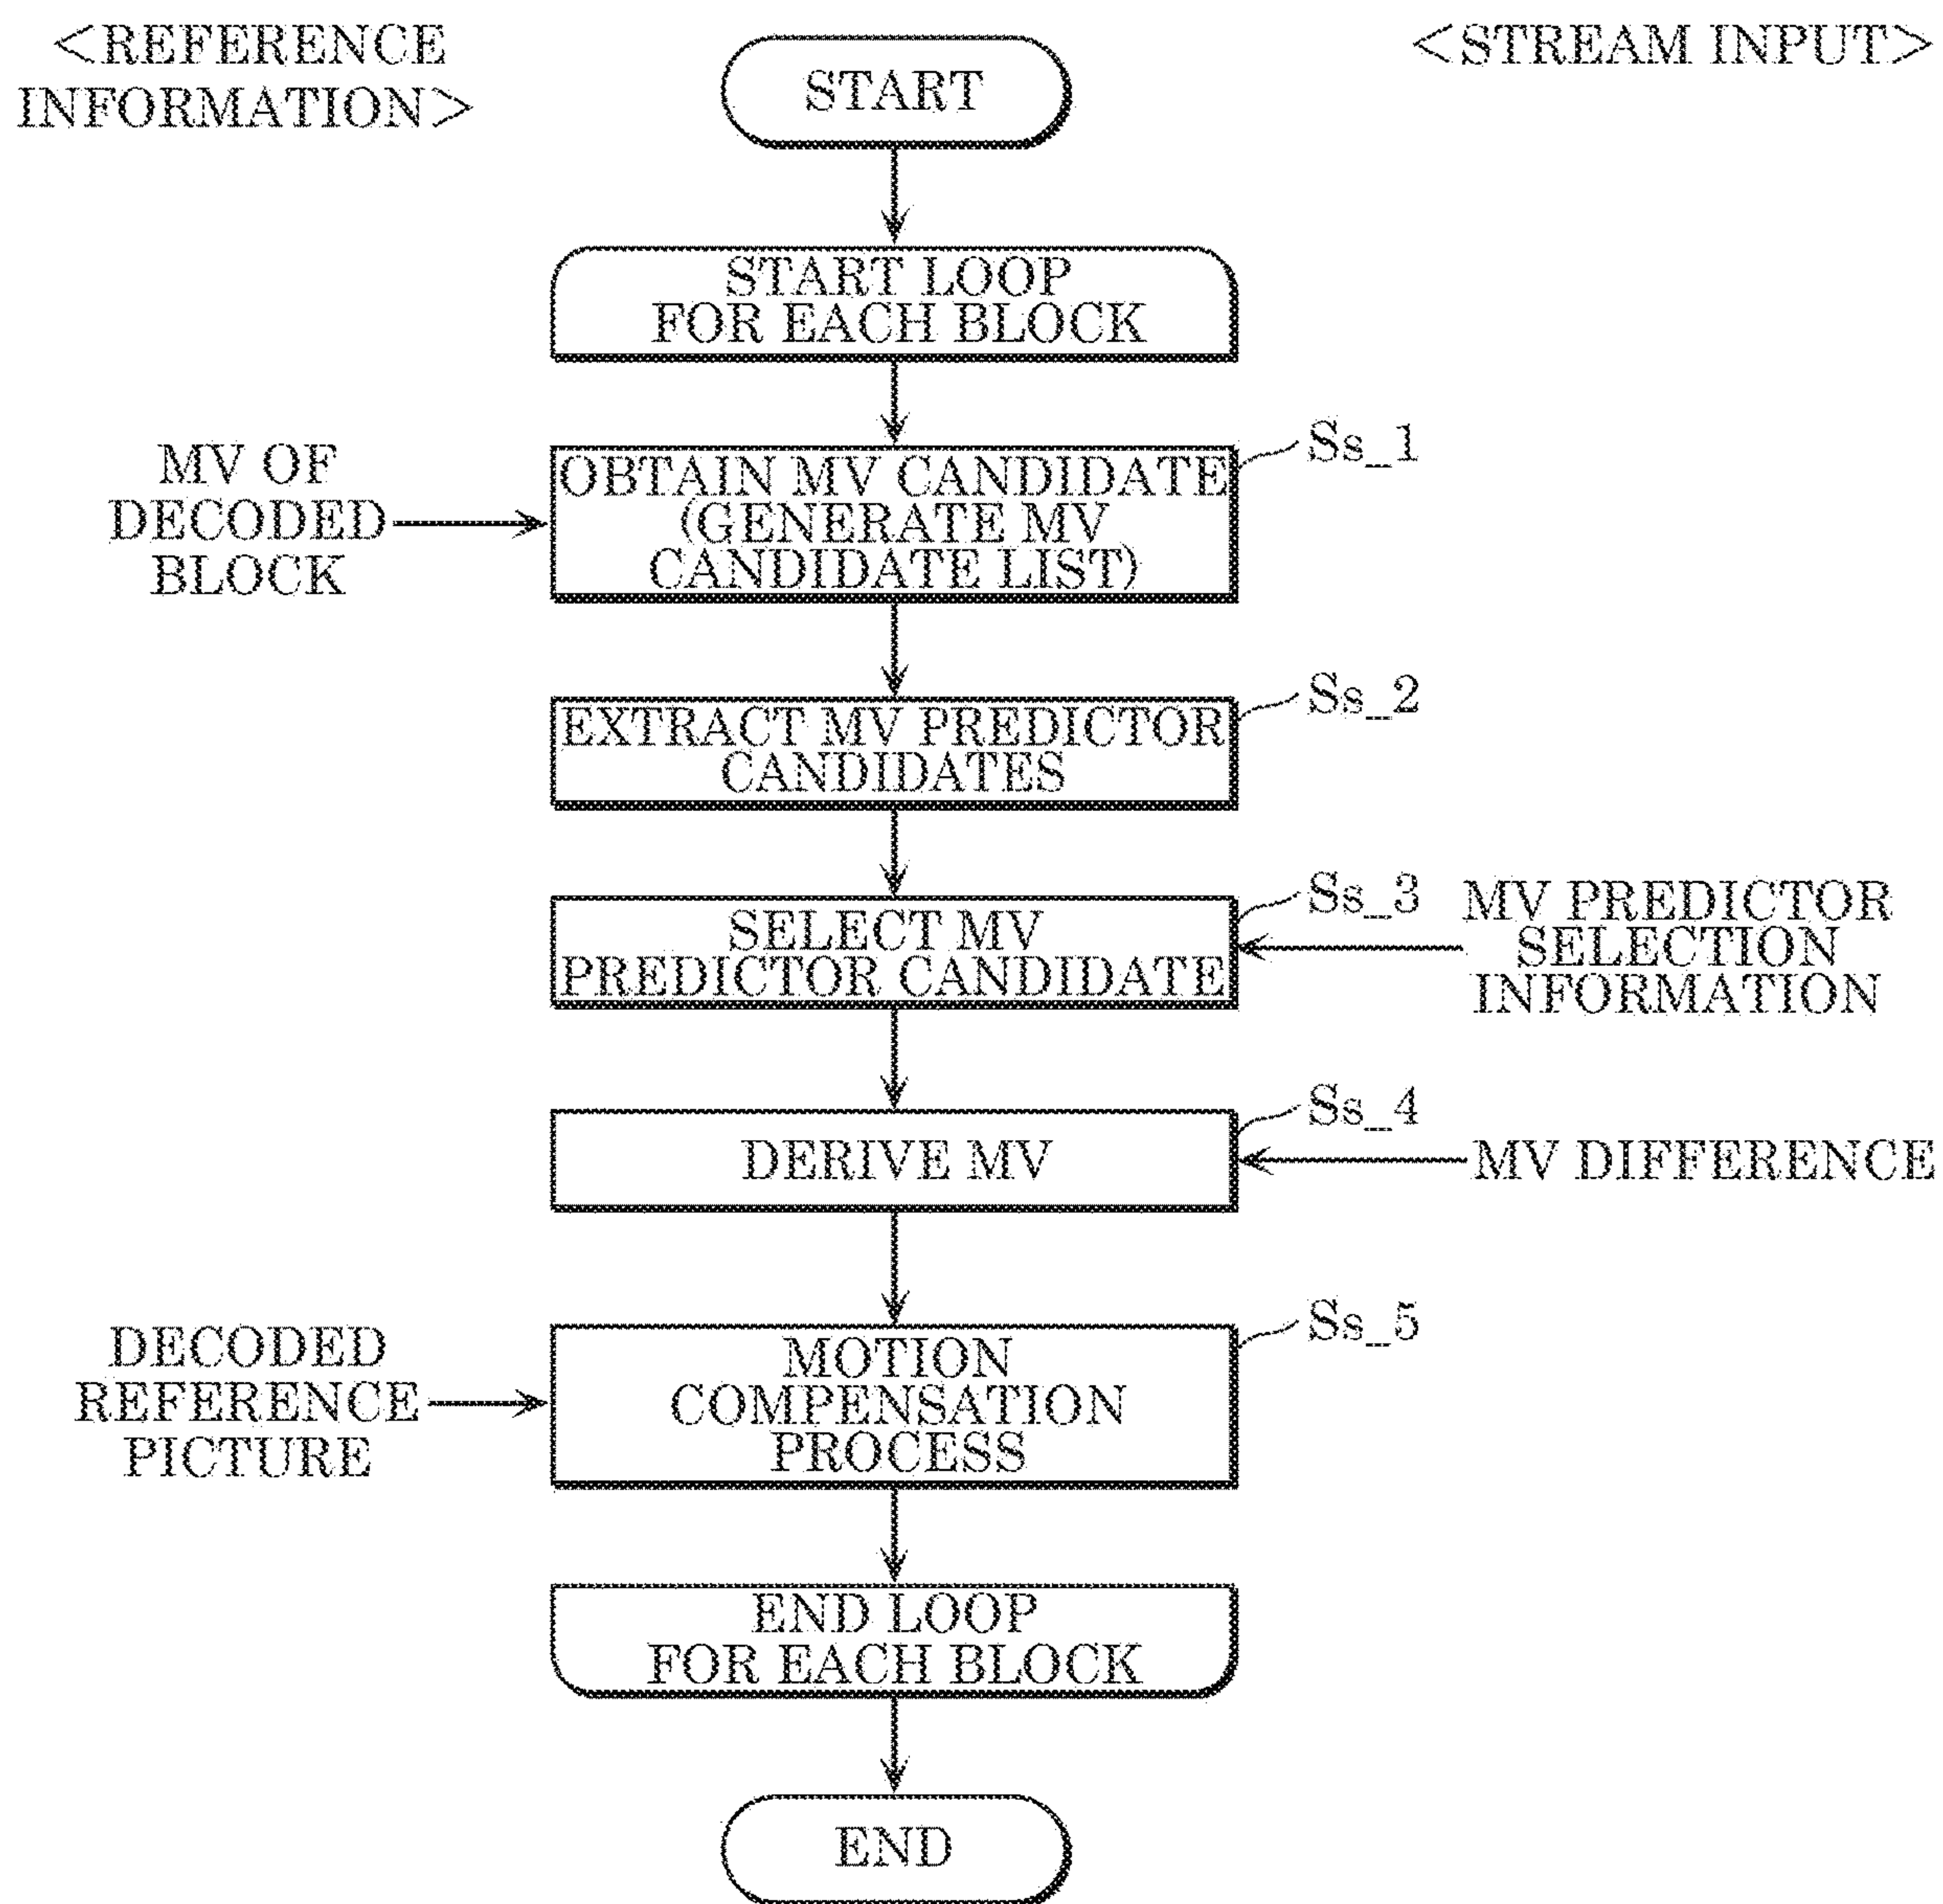 <REFERENCE
INFORMATION>
<STREAM INPUT>
START
START LOOP
FOR EACH BLOCK
MV OF
DECODED
BLOCK
OBTAIN MV CANDIDATE
(GENERATE MV
CANDIDATE LIST)
Ss_1
EXTRACT MV PREDICTOR
CANDIDATES
Ss_2
SELECT MV
PREDICTOR CANDIDATE
Ss_3
MV PREDICTOR
SELECTION
INFORMATION
DERIVE MV
Ss_4
MV DIFFERENCE
DECODED
REFERENCE
PICTURE
MOTION
COMPENSATION
PROCESS
Ss_5
END LOOP
FOR EACH BLOCK
END